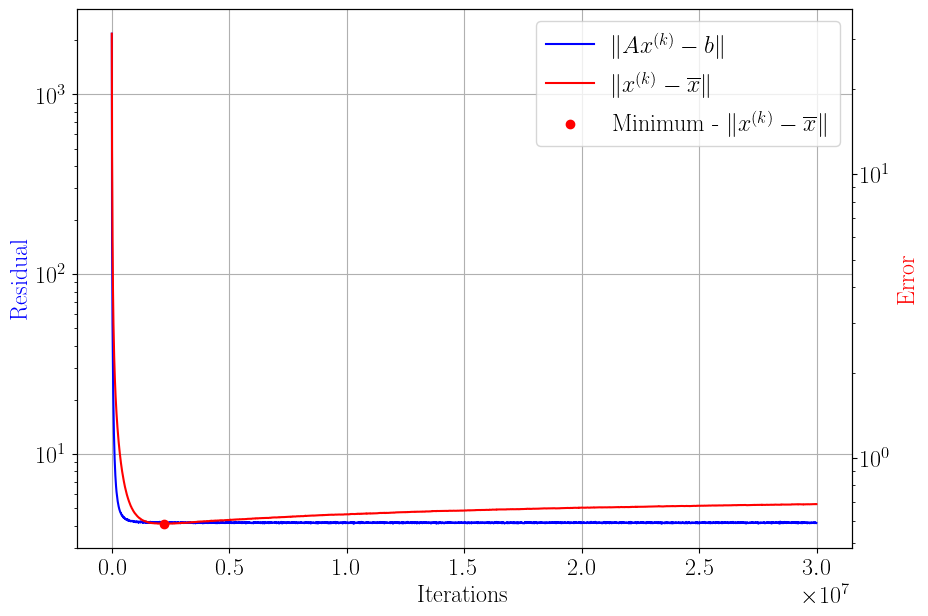 ‖Ax^{(k)} − b‖
‖x^{(k)} − x̅‖
Minimum - ‖x^{(k)} − x̅‖
10^3
10^2
10^1
Residual
10^1
10^0
Error
0.0 0.5 1.0 1.5 2.0 2.5 3.0
Iterations
×10^7